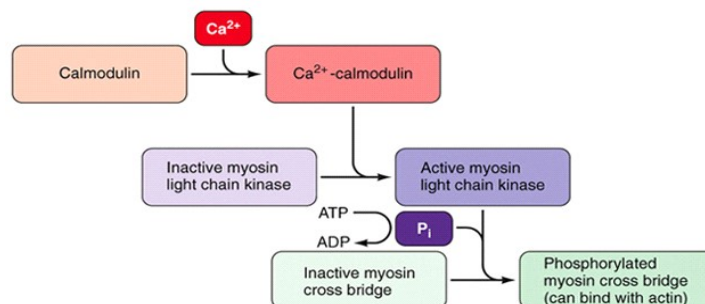 Ca²⁺
Calmodulin
Ca²⁺-calmodulin
Inactive myosin
light chain kinase
Active myosin
light chain kinase
ATP
Pᵢ
ADP
Inactive myosin
cross bridge
Phosphorylated
myosin cross bridge
(can bind with actin)